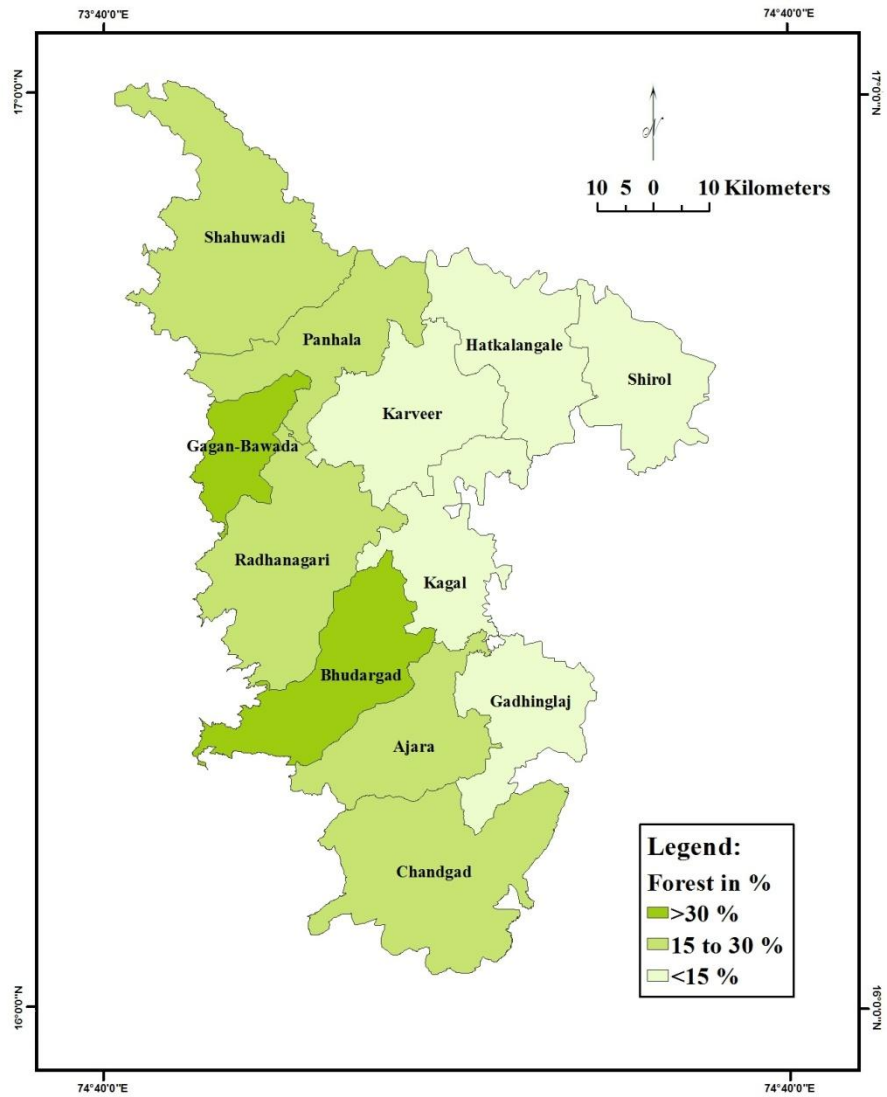 73°40'0"E
74°40'0"E
17°0'0"N
17°0'0"N
N
10 5 0 10 Kilometers
Shahuwadi
Panhala
Hatkalangale
Shirol
Karveer
Gagan-Bawada
Radhanagari
Kagal
Bhudargad
Gadhinglaj
Ajara
Chandgad
Legend:
Forest in %
>30 %
15 to 30 %
<15 %
16°0'0"N
16°0'0"N
74°40'0"E
74°40'0"E